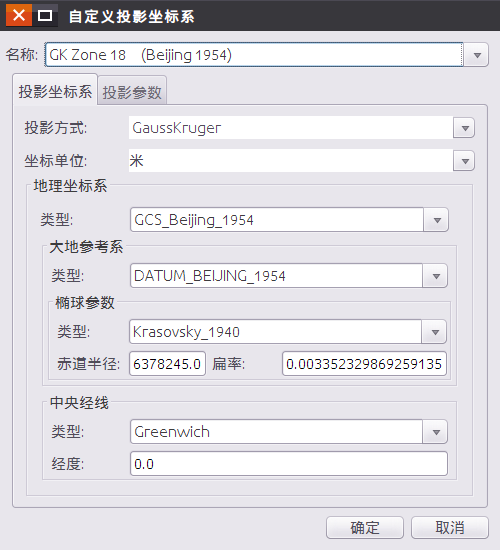 自定义投影坐标系
名称: GK Zone 18 (Beijing 1954)
投影坐标系 投影参数
投影方式: GaussKruger
坐标单位: 米
地理坐标系
类型: GCS_Beijing_1954
大地参考系
类型: DATUM_BEIJING_1954
椭球参数
类型: Krasovsky_1940
赤道半径: 6378245.0 扁率: 0.003352329869259135
中央经线
类型: Greenwich
经度: 0.0
确定 取消